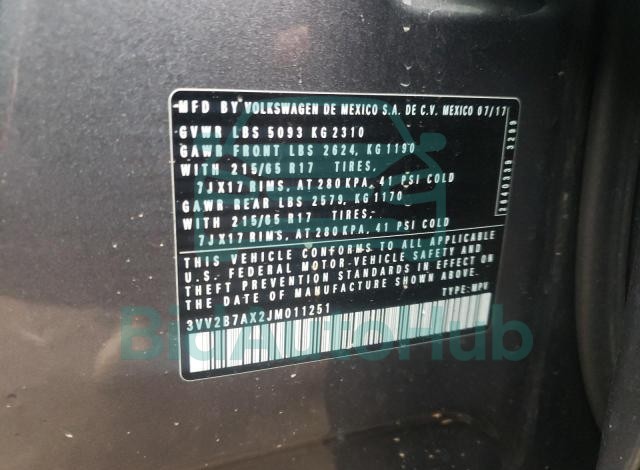 MFD BY VOLKSWAGEN DE MEXICO S.A. DE C.V. MEXICO 07/17
GVWR LBS 5093 KG 2310
GAWR FRONT LBS 2624, KG 1190
WITH 215/65 R17 TIRES,
7JX17 RIMS, AT 280 KPA, 41 PSI COLD
GAWR REAR LBS 2579, KG 1170
WITH 215/65 R17 TIRES,
7JX17 RIMS, AT 280 KPA, 41 PSI COLD
THIS VEHICLE CONFORMS TO ALL APPLICABLE
U.S. FEDERAL MOTOR-VEHICLE SAFETY AND
THEFT PREVENTION STANDARDS IN EFFECT ON
THE DATE OF MANUFACTURE SHOWN ABOVE.
TYPE: MPV
3VV2B7AX2JM011251
BidAutoHub